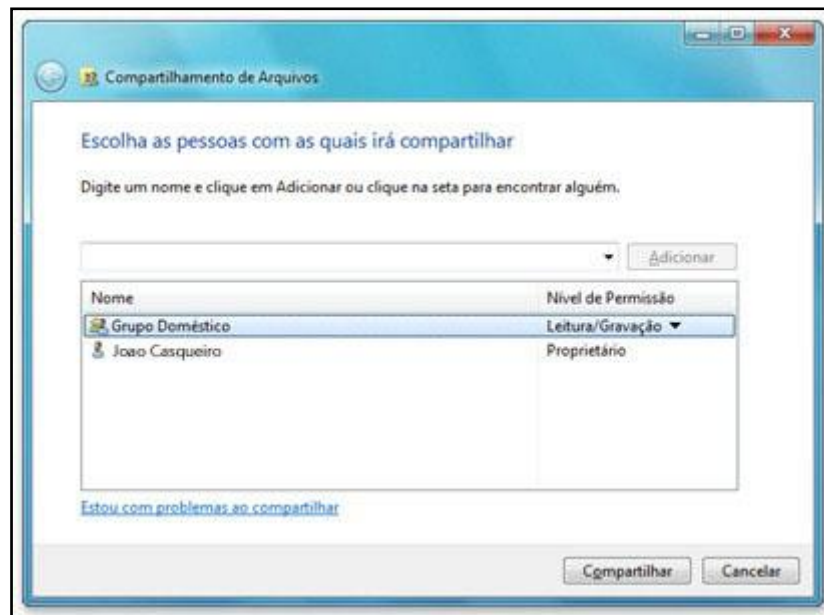 Compartilhamento de Arquivos
Escolha as pessoas com as quais irá compartilhar
Digite um nome e clique em Adicionar ou clique na seta para encontrar alguém.
Adicionar
Nome Nível de Permissão
Grupo Doméstico Leitura/Gravação
Joao Casqueiro Proprietário
Estou com problemas ao compartilhar
Compartilhar Cancelar